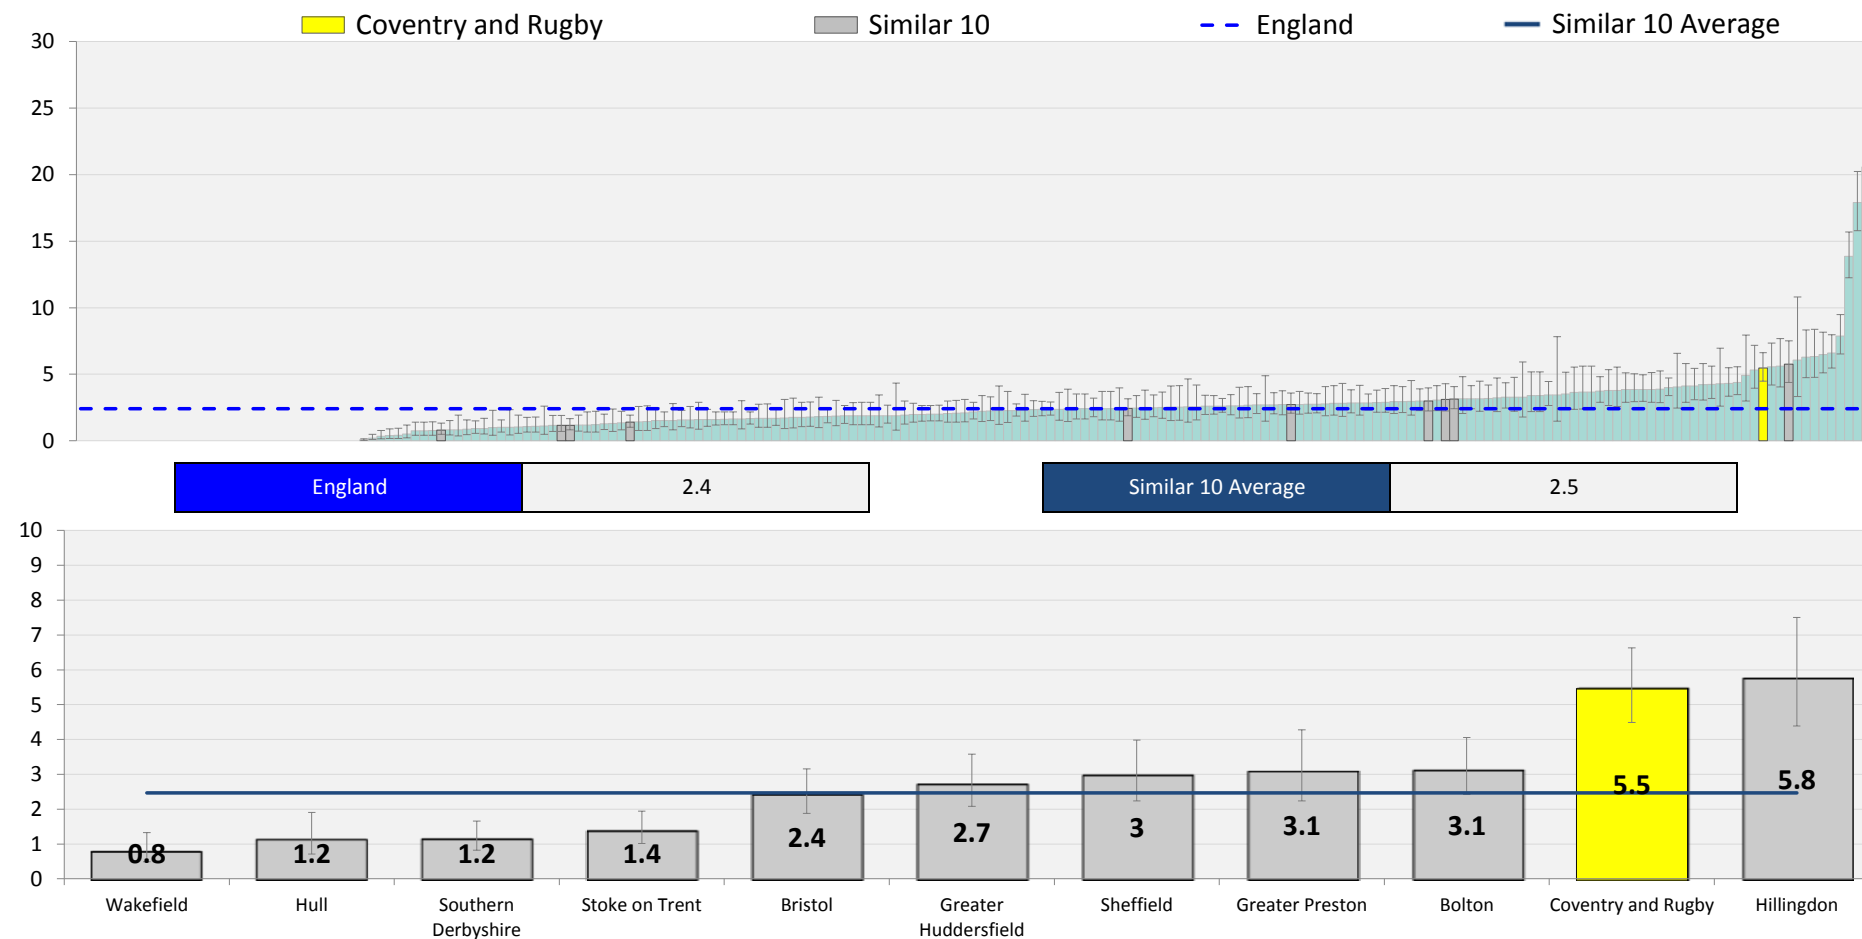 Coventry and Rugby
Similar 10
England
Similar 10 Average
30
25
20
15
10
5
0
England
2.4
Similar 10 Average
2.5
10
9
8
7
6
5
4
3
2
1
0
0.8
1.2
1.2
1.4
2.4
2.7
3
3.1
3.1
5.5
5.8
Wakefield
Hull
Southern
Derbyshire
Stoke on Trent
Bristol
Greater
Huddersfield
Sheffield
Greater Preston
Bolton
Coventry and Rugby
Hillingdon